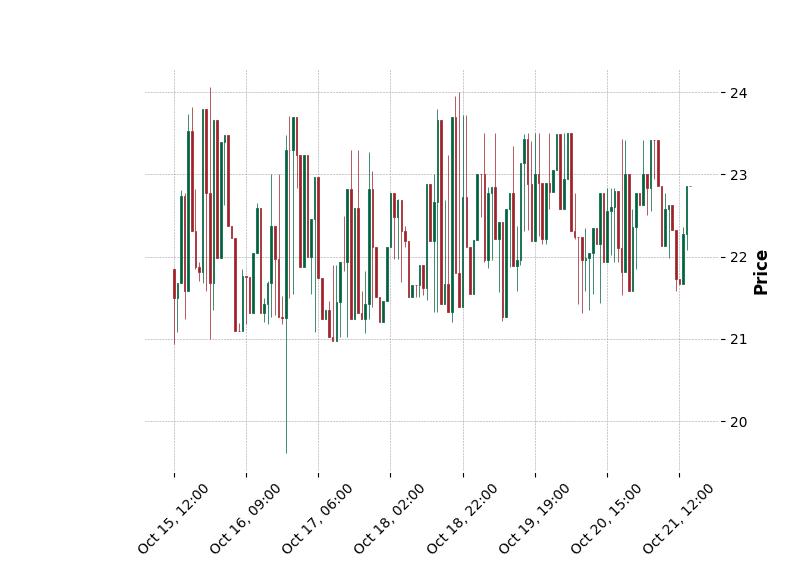 24
23
22
21
20
Price
Oct 15, 12:00
Oct 16, 09:00
Oct 17, 06:00
Oct 18, 02:00
Oct 18, 22:00
Oct 19, 19:00
Oct 20, 15:00
Oct 21, 12:00